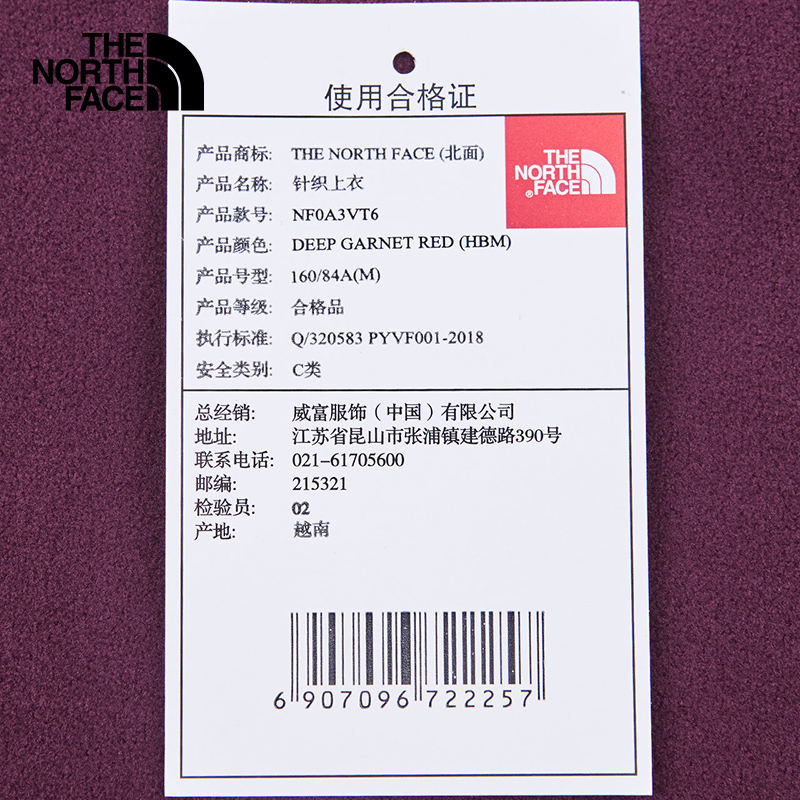 THE
NORTH
FACE
使用合格证
THE
NORTH
FACE
®
产品商标: THE NORTH FACE (北面)
产品名称: 针织上衣
产品款号: NF0A3VT6
产品颜色: DEEP GARNET RED (HBM)
产品号型: 160/84A(M)
产品等级: 合格品
执行标准: Q/320583 PYVF001-2018
安全类别: C类
总经销: 威富服饰（中国）有限公司
地址: 江苏省昆山市张浦镇建德路390号
联系电话: 021-61705600
邮编: 215321
检验员: 02
产地: 越南
6 907096 722257